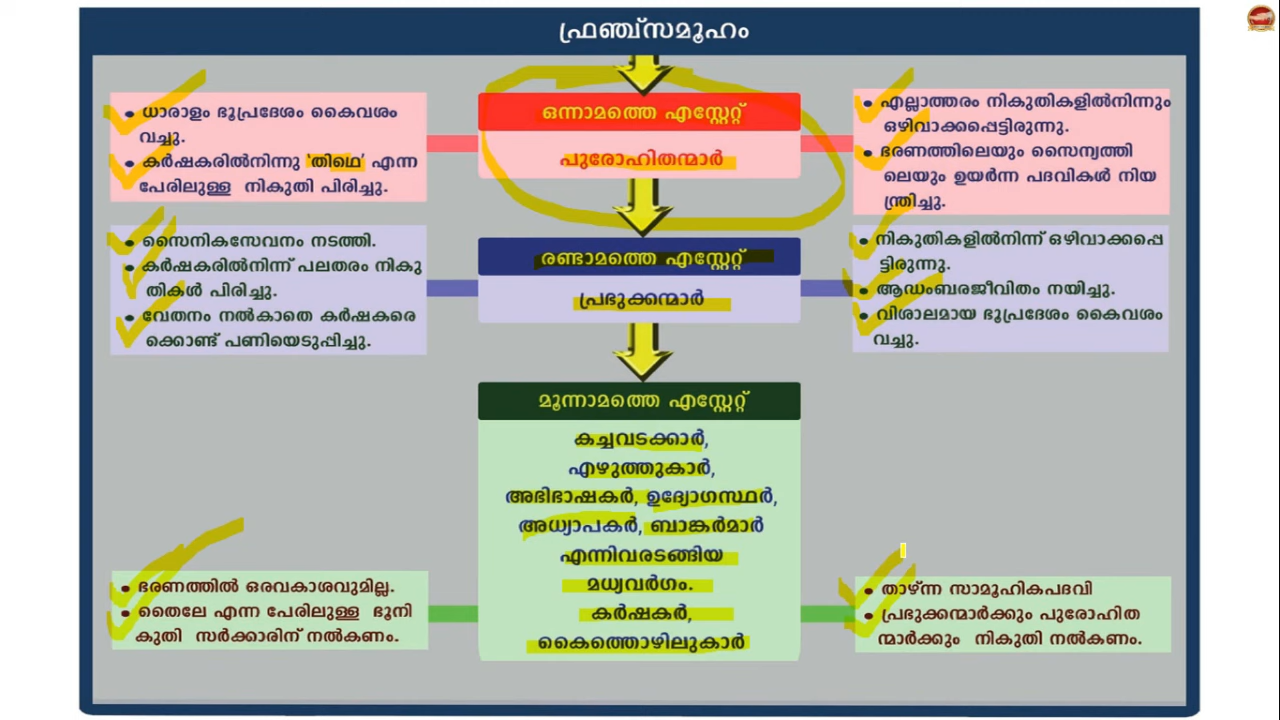 ഫ്രഞ്ച്സമൂഹം
ഒന്നാമത്തെ എസ്റ്റേറ്റ്
പുരോഹിതന്മാർ
• ധാരാളം ഭൂപ്രദേശം കൈവശം
വച്ചു.
• കർഷകരിൽനിന്നു 'തിഥെ' എന്ന
പേരിലുള്ള നികുതി പിരിച്ചു.
• എല്ലാത്തരം നികുതികളിൽനിന്നും
ഒഴിവാക്കപ്പെട്ടിരുന്നു.
• ഭരണത്തിലെയും സൈന്യത്തി
ലെയും ഉയർന്ന പദവികൾ നിയ
ന്ത്രിച്ചു.
രണ്ടാമത്തെ എസ്റ്റേറ്റ്
പ്രഭുക്കന്മാർ
• സൈനികസേവനം നടത്തി.
• കർഷകരിൽനിന്ന് പലതരം നികു
തികൾ പിരിച്ചു.
• വേതനം നൽകാതെ കർഷകരെ
ക്കൊണ്ട് പണിയെടുപ്പിച്ചു.
• നികുതികളിൽനിന്ന് ഒഴിവാക്കപ്പെ
ട്ടിരുന്നു.
• ആഡംബരജീവിതം നയിച്ചു.
• വിശാലമായ ഭൂപ്രദേശം കൈവശം
വച്ചു.
മൂന്നാമത്തെ എസ്റ്റേറ്റ്
കച്ചവടക്കാർ,
എഴുത്തുകാർ,
അഭിഭാഷകർ, ഉദ്യോഗസ്ഥർ,
അധ്യാപകർ, ബാങ്കർമാർ
എന്നിവരടങ്ങിയ
മധ്യവർഗം.
കർഷകർ,
കൈത്തൊഴിലുകാർ
• ഭരണത്തിൽ ഒരവകാശവുമില്ല.
• തൈലേ എന്ന പേരിലുള്ള ഭൂനി
കുതി സർക്കാരിന് നൽകണം.
• താഴ്ന്ന സാമൂഹികപദവി
• പ്രഭുക്കന്മാർക്കും പുരോഹിത
ന്മാർക്കും നികുതി നൽകണം.